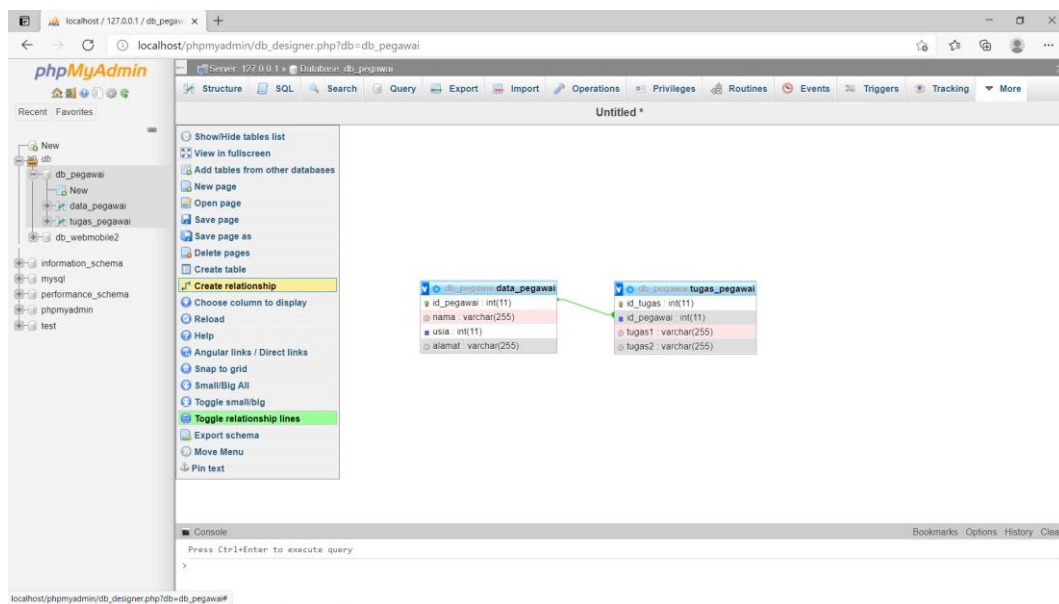 localhost / 127.0.0.1 / db_pegaw
localhost/phpmyadmin/db_designer.php?db=db_pegawai
phpMyAdmin
Recent Favorites
New
db
db_pegawai
New
data_pegawai
tugas_pegawai
db_webmobile2
information_schema
mysql
performance_schema
phpmyadmin
test
Server: 127.0.0.1 » Database: db_pegawai
Structure SQL Search Query Export Import Operations Privileges Routines Events Triggers Tracking More
Untitled *
Show/Hide tables list
View in fullscreen
Add tables from other databases
New page
Open page
Save page
Save page as
Delete pages
Create table
Create relationship
Choose column to display
Reload
Help
Angular links / Direct links
Snap to grid
Small/Big All
Toggle small/big
Toggle relationship lines
Export schema
Move Menu
Pin text
db_pegawai data_pegawai
id_pegawai : int(11)
nama : varchar(255)
usia : int(11)
alamat : varchar(255)
db_pegawai tugas_pegawai
id_tugas : int(11)
id_pegawai : int(11)
tugas1 : varchar(255)
tugas2 : varchar(255)
Console
Bookmarks Options History Clea
Press Ctrl+Enter to execute query
>
localhost/phpmyadmin/db_designer.php?db=db_pegawai#